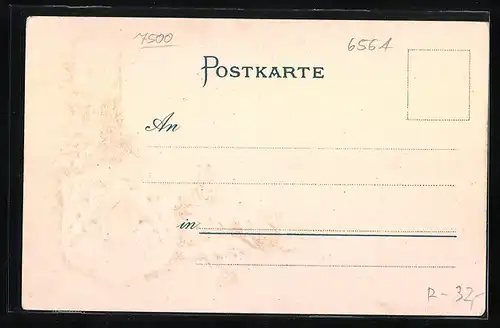 7500
6564
POSTKARTE
An
in
R - 32,-